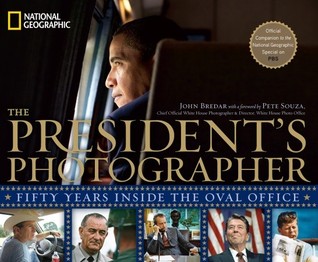 NATIONAL
GEOGRAPHIC
Official
Companion to the
National Geographic
Special on
PBS
JOHN BREDAR with a foreword by PETE SOUZA,
Chief Official White House Photographer & Director, White House Photo Office
THE
PRESIDENT'S
PHOTOGRAPHER
FIFTY YEARS INSIDE THE OVAL OFFICE